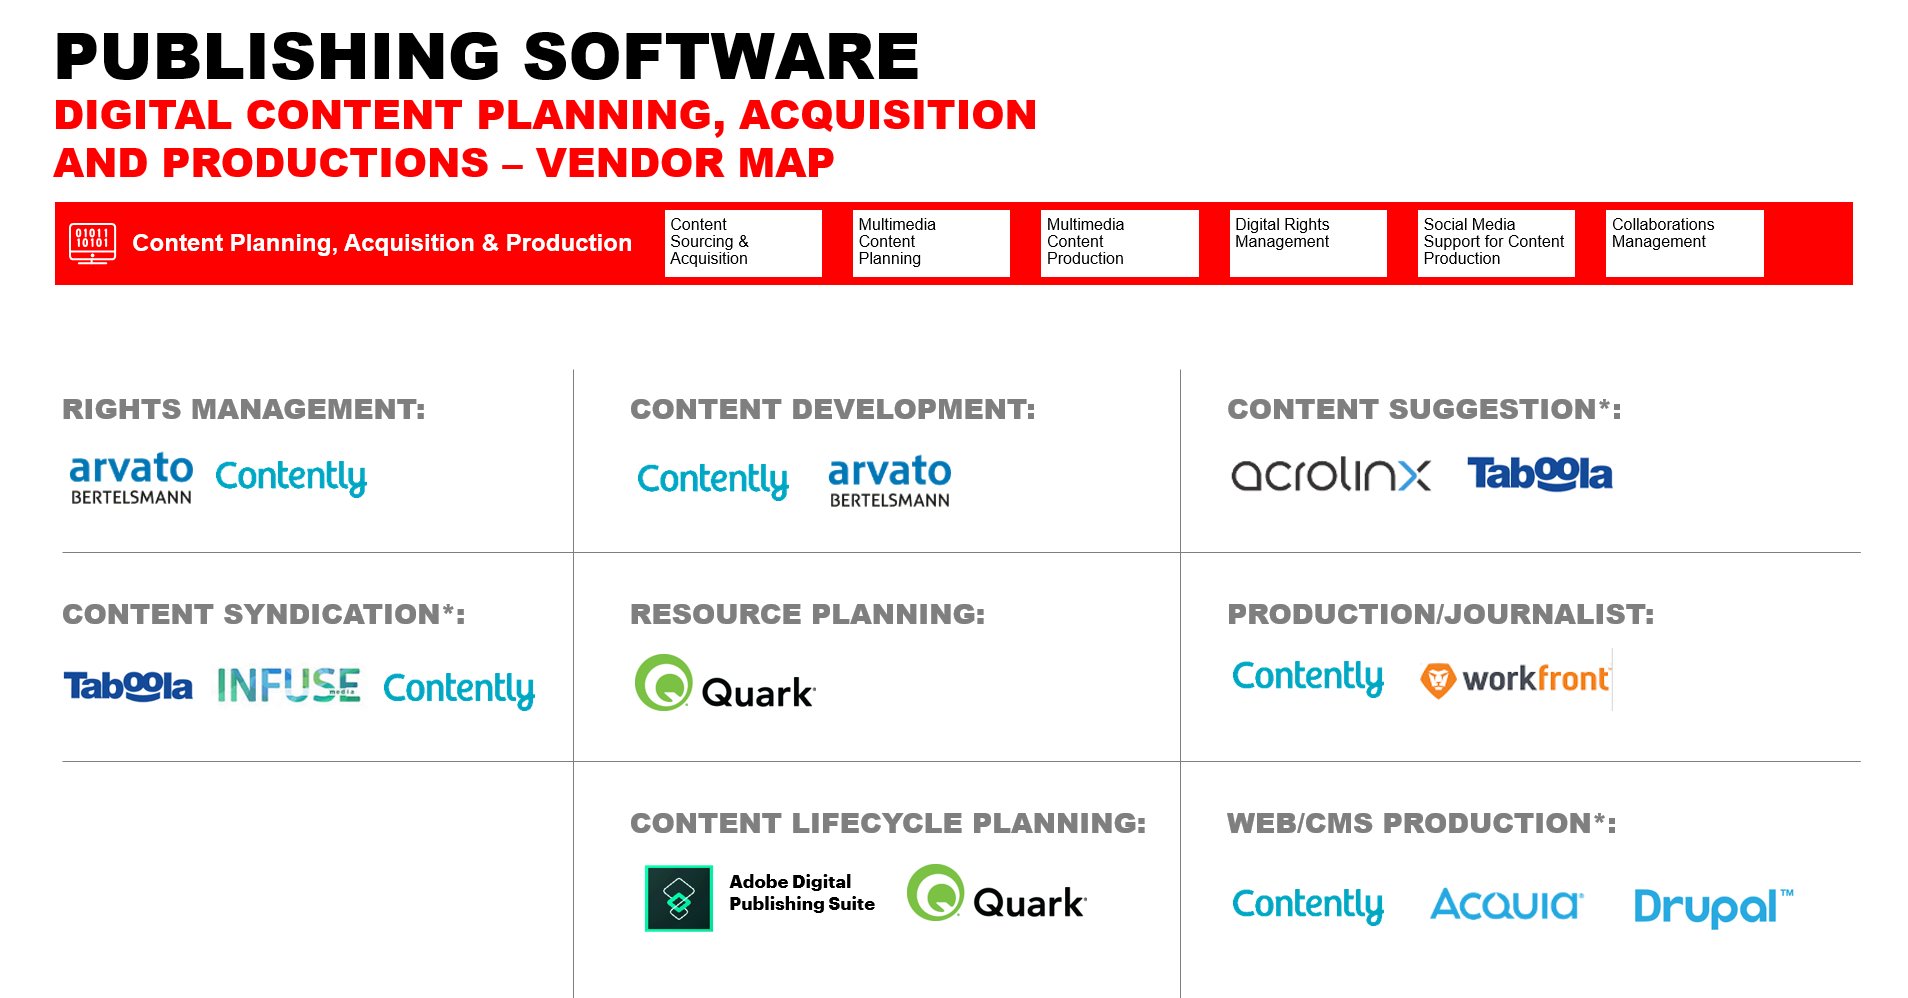 PUBLISHING SOFTWARE
DIGITAL CONTENT PLANNING, ACQUISITION
AND PRODUCTIONS – VENDOR MAP
01011
10101
Content Planning, Acquisition & Production
Content
Sourcing &
Acquisition
Multimedia
Content
Planning
Multimedia
Content
Production
Digital Rights
Management
Social Media
Support for Content
Production
Collaborations
Management
RIGHTS MANAGEMENT:
arvato
BERTELSMANN
Contently
CONTENT DEVELOPMENT:
Contently
arvato
BERTELSMANN
CONTENT SUGGESTION*:
acrolinx
Taboola
CONTENT SYNDICATION*:
Taboola
INFUSE
media
Contently
RESOURCE PLANNING:
Quark
PRODUCTION/JOURNALIST:
Contently
workfront
CONTENT LIFECYCLE PLANNING:
Adobe Digital
Publishing Suite
Quark
WEB/CMS PRODUCTION*:
Contently
ACQUIA
Drupal™